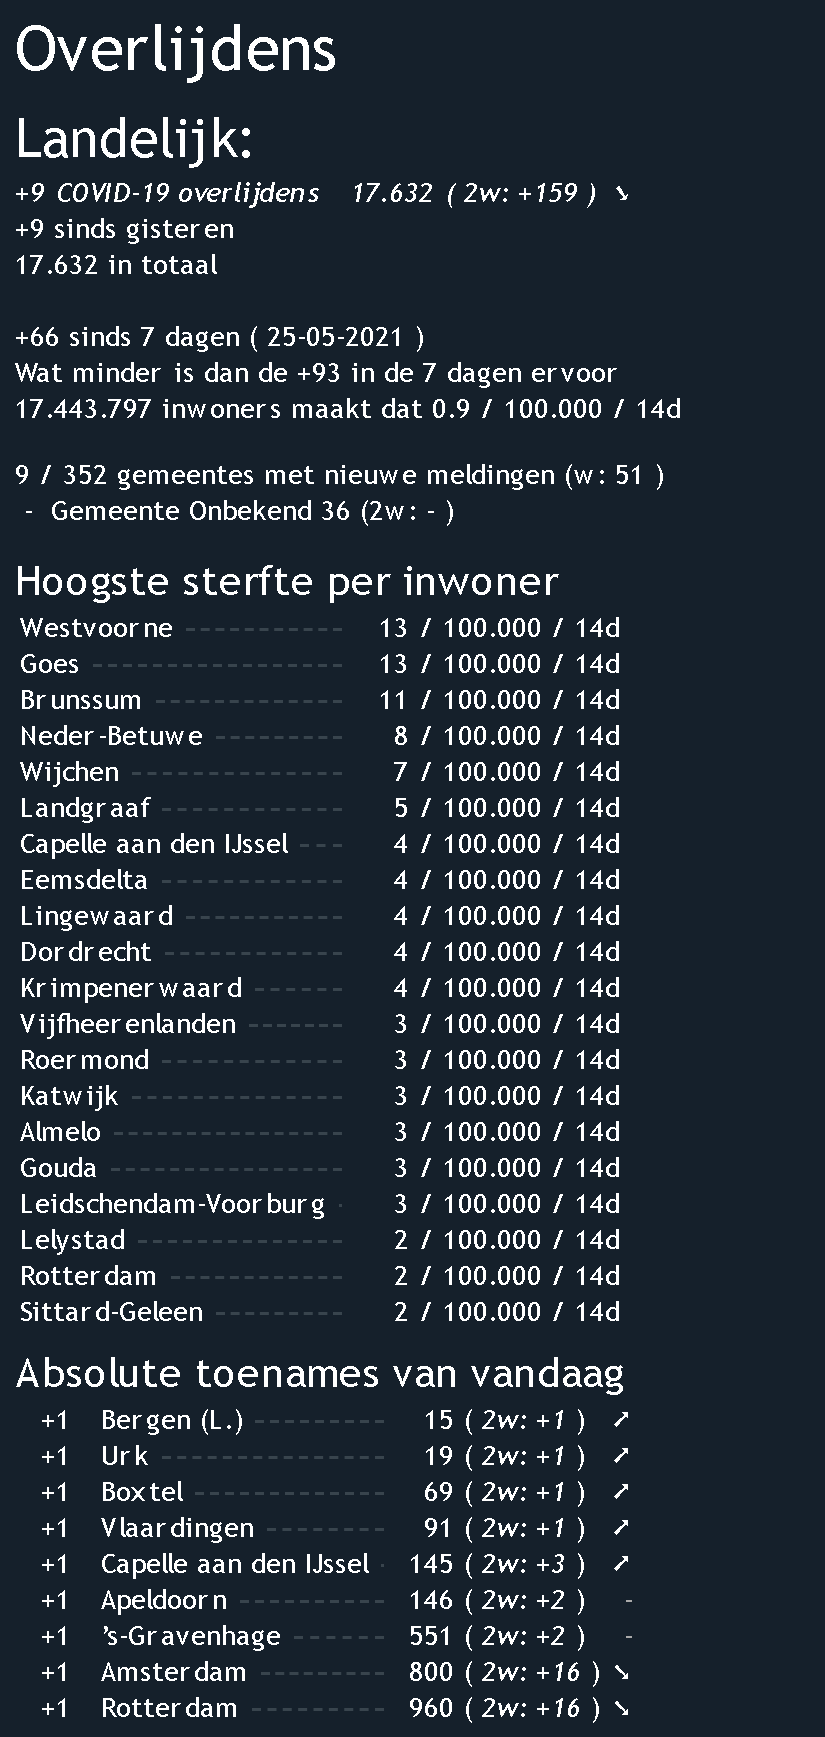 Overlijdens
Landelijk:
+9 COVID-19 overlijdens 17.632 ( 2w: +159 ) ↘
+9 sinds gisteren
17.632 in totaal
+66 sinds 7 dagen ( 25-05-2021 )
Wat minder is dan de +93 in de 7 dagen ervoor
17.443.797 inwoners maakt dat 0.9 / 100.000 / 14d
9 / 352 gemeentes met nieuwe meldingen (w: 51 )
- Gemeente Onbekend 36 (2w: - )
Hoogste sterfte per inwoner
Westvoorne ----------- 13 / 100.000 / 14d
Goes ----------------- 13 / 100.000 / 14d
Brunssum ------------- 11 / 100.000 / 14d
Neder-Betuwe --------- 8 / 100.000 / 14d
Wijchen -------------- 7 / 100.000 / 14d
Landgraaf ------------ 5 / 100.000 / 14d
Capelle aan den IJssel --- 4 / 100.000 / 14d
Eemsdelta ------------ 4 / 100.000 / 14d
Lingewaard ----------- 4 / 100.000 / 14d
Dordrecht ------------ 4 / 100.000 / 14d
Krimpenerwaard ------ 4 / 100.000 / 14d
Vijfheerenlanden ------- 3 / 100.000 / 14d
Roermond ------------ 3 / 100.000 / 14d
Katwijk -------------- 3 / 100.000 / 14d
Almelo ---------------- 3 / 100.000 / 14d
Gouda ---------------- 3 / 100.000 / 14d
Leidschendam-Voorburg - 3 / 100.000 / 14d
Lelystad -------------- 2 / 100.000 / 14d
Rotterdam ------------ 2 / 100.000 / 14d
Sittard-Geleen --------- 2 / 100.000 / 14d
Absolute toenames van vandaag
+1 Bergen (L.) --------- 15 ( 2w: +1 ) ↗
+1 Urk --------------- 19 ( 2w: +1 ) ↗
+1 Boxtel ------------- 69 ( 2w: +1 ) ↗
+1 Vlaardingen -------- 91 ( 2w: +1 ) ↗
+1 Capelle aan den IJssel - 145 ( 2w: +3 ) ↗
+1 Apeldoorn ---------- 146 ( 2w: +2 ) -
+1 ’s-Gravenhage ------ 551 ( 2w: +2 ) -
+1 Amsterdam --------- 800 ( 2w: +16 ) ↘
+1 Rotterdam --------- 960 ( 2w: +16 ) ↘